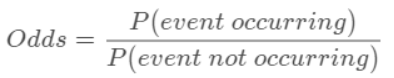 Odds = P(event occurring) / P(event not occurring)